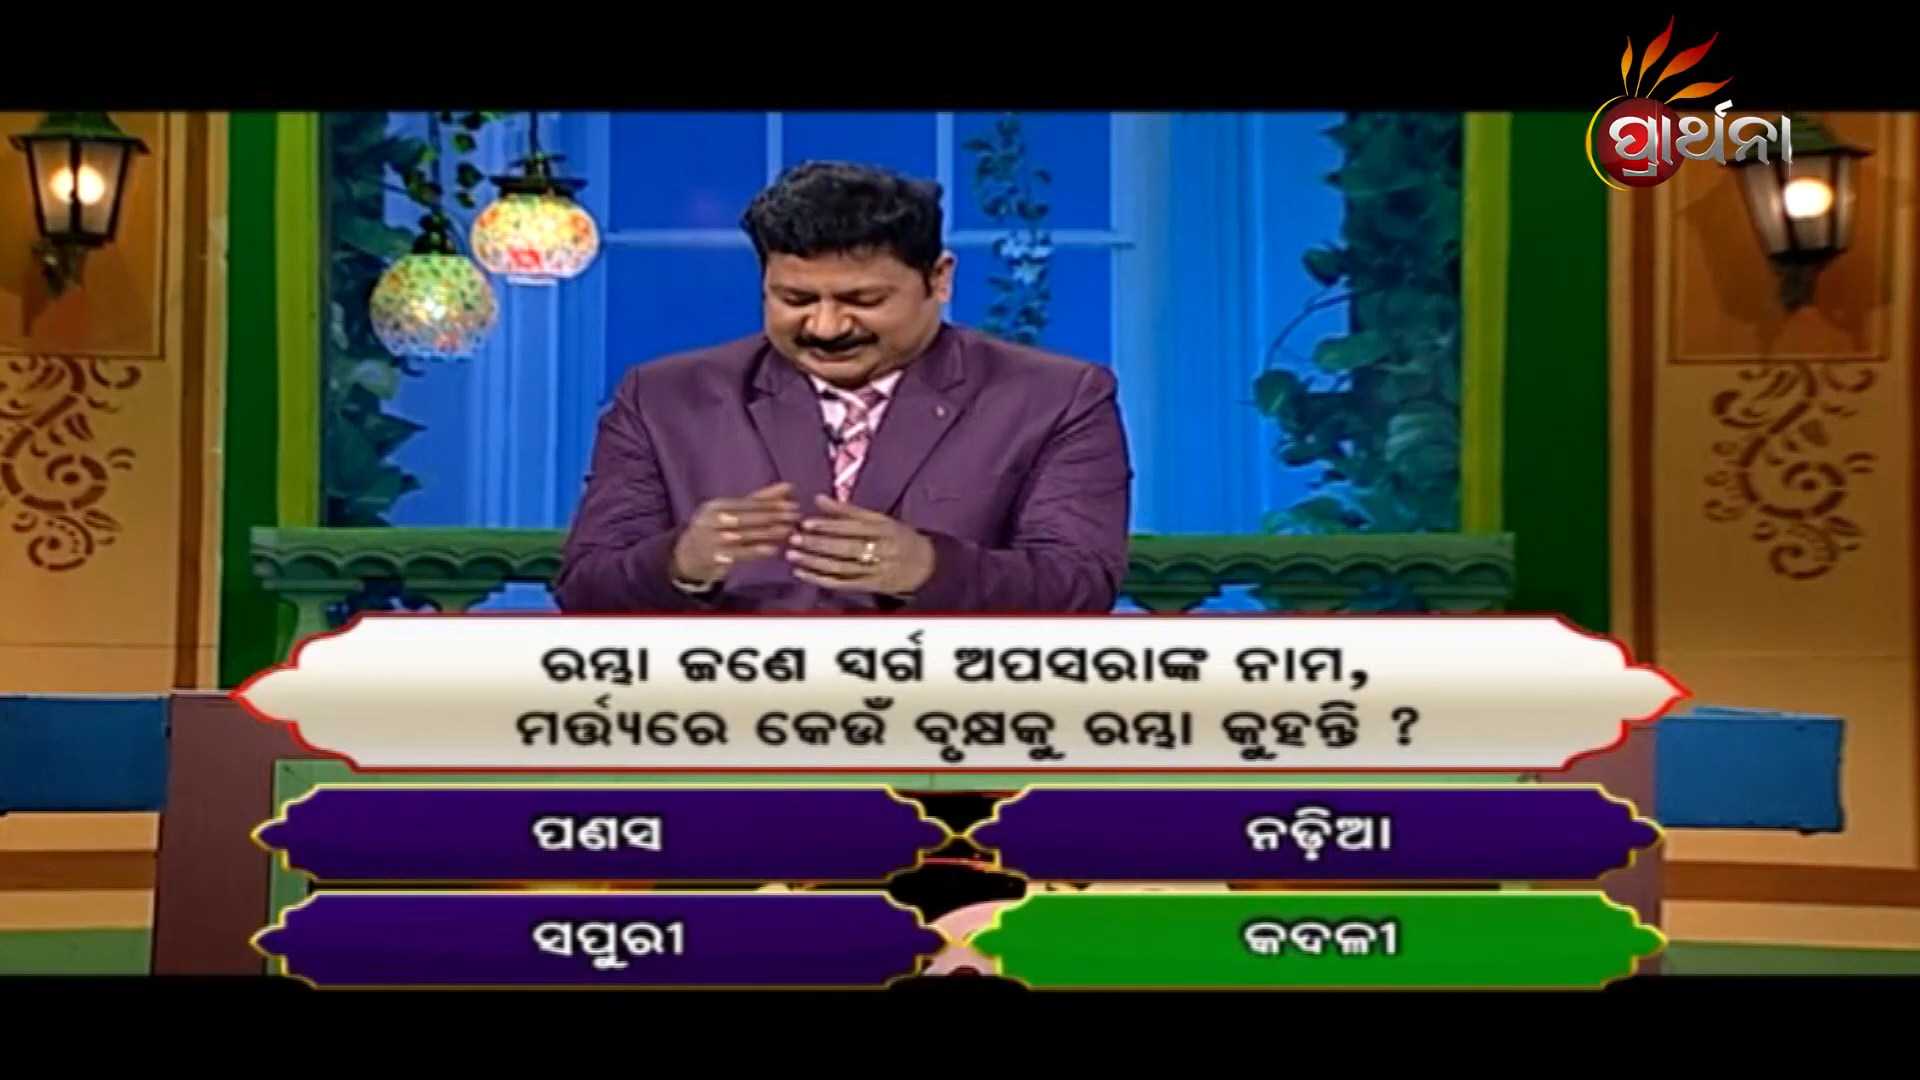 ପ୍ରାର୍ଥନା
ରମ୍ଭା ଜଣେ ସ୍ୱର୍ଗ ଅପସରାଙ୍କ ନାମ,
ମର୍ତ୍ତ୍ୟରେ କେଉଁ ବୃକ୍ଷକୁ ରମ୍ଭା କୁହନ୍ତି ?
ପଣସ
ନଡ଼ିଆ
ସପୁରୀ
କଦଳୀ